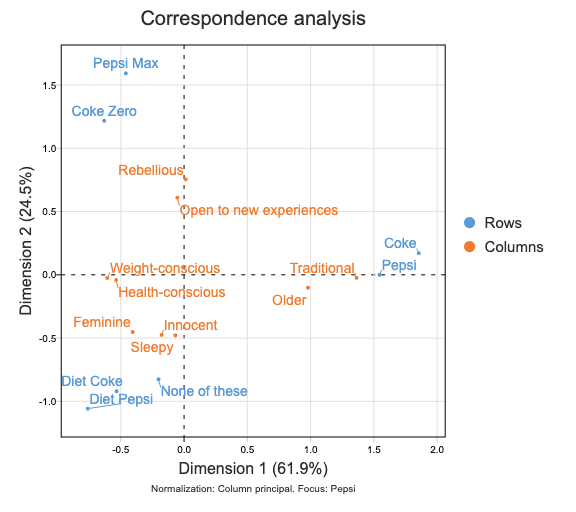 Correspondence analysis
Pepsi Max
1.5
Coke Zero
1.0
Rebellious
0.5
Open to new experiences
Coke
Rows
Columns
Dimension 2 (24.5%)
Weight-conscious
Traditional
Pepsi
0.0
Health-conscious
Older
Feminine
Innocent
-0.5
Sleepy
Diet Coke
None of these
Diet Pepsi
-1.0
-0.5 0.0 0.5 1.0 1.5 2.0
Dimension 1 (61.9%)
Normalization: Column principal. Focus: Pepsi